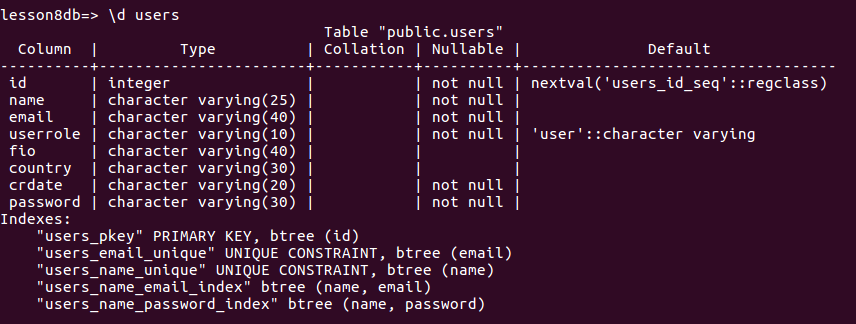 lesson8db=> \d users
                                   Table "public.users"
  Column  |         Type          | Collation | Nullable |              Default
----------+-----------------------+-----------+----------+-----------------------------------
 id       | integer               |           | not null | nextval('users_id_seq'::regclass)
 name     | character varying(25) |           | not null |
 email    | character varying(40) |           | not null |
 userrole | character varying(10) |           | not null | 'user'::character varying
 fio      | character varying(40) |           |          |
 country  | character varying(30) |           |          |
 crdate   | character varying(20) |           | not null |
 password | character varying(30) |           | not null |
Indexes:
    "users_pkey" PRIMARY KEY, btree (id)
    "users_email_unique" UNIQUE CONSTRAINT, btree (email)
    "users_name_unique" UNIQUE CONSTRAINT, btree (name)
    "users_name_email_index" btree (name, email)
    "users_name_password_index" btree (name, password)